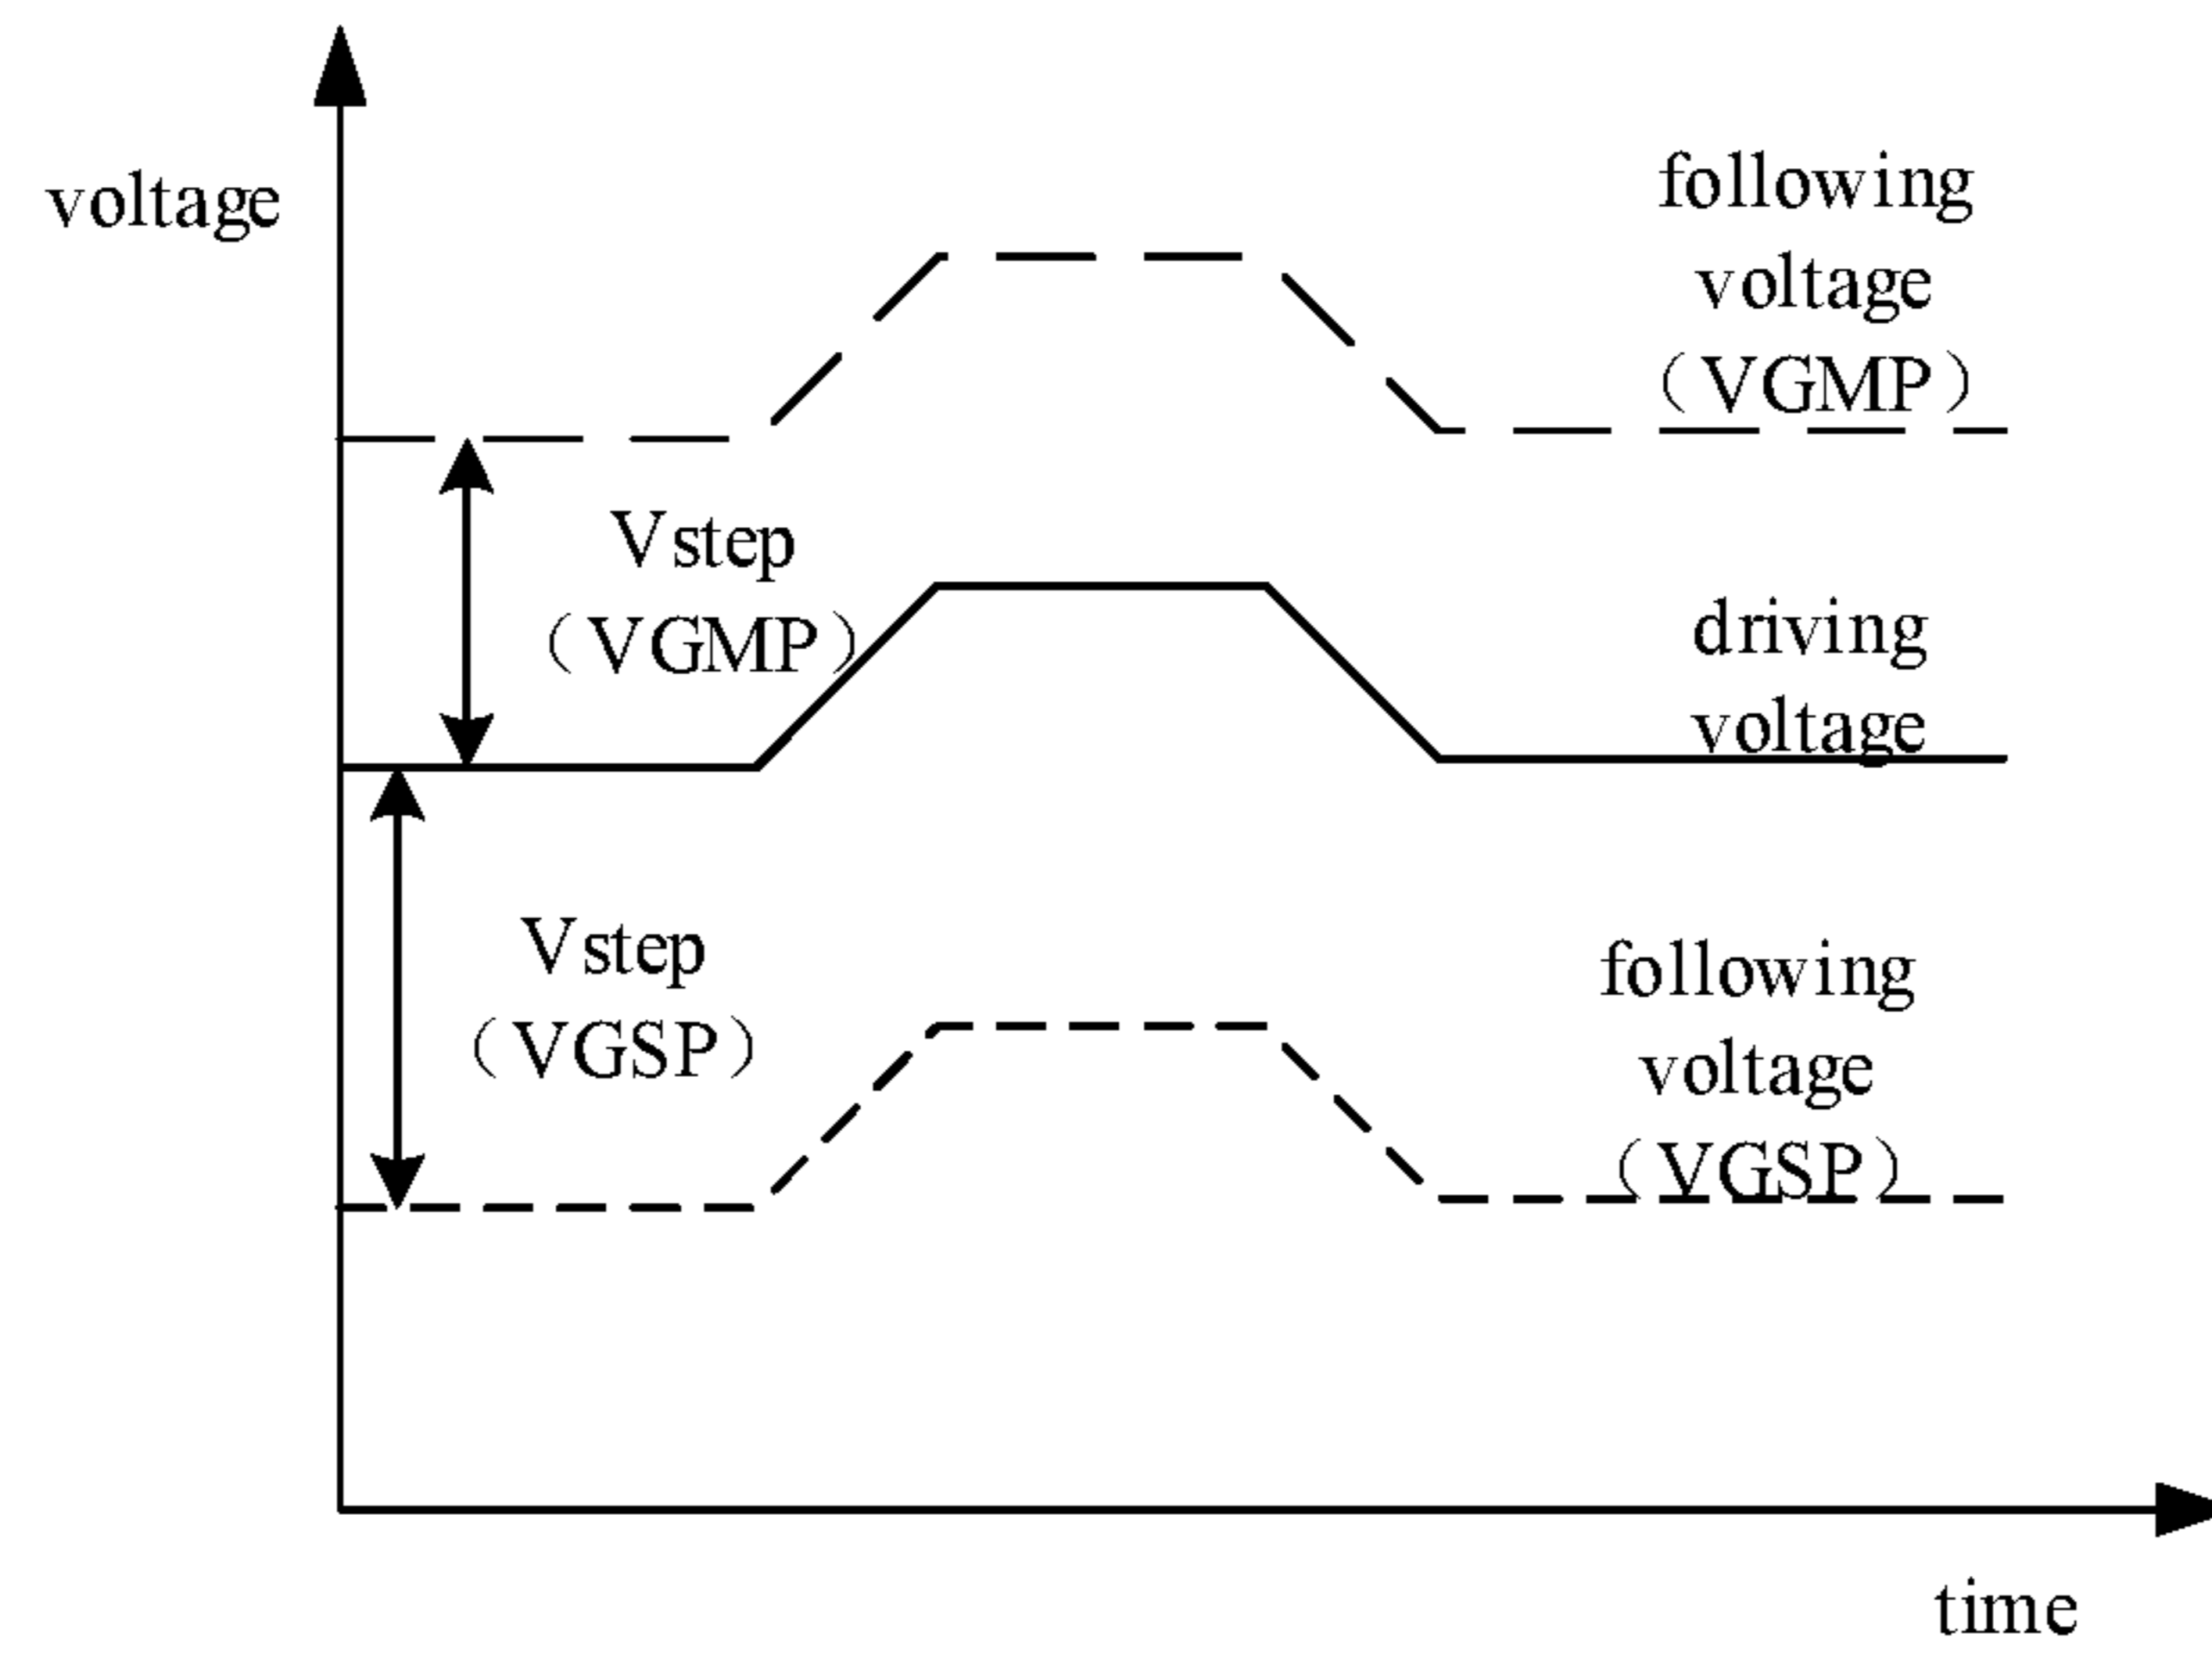 voltage
following
voltage
（VGMP）
Vstep
（VGMP）
driving
voltage
Vstep
（VGSP）
following
voltage
（VGSP）
time